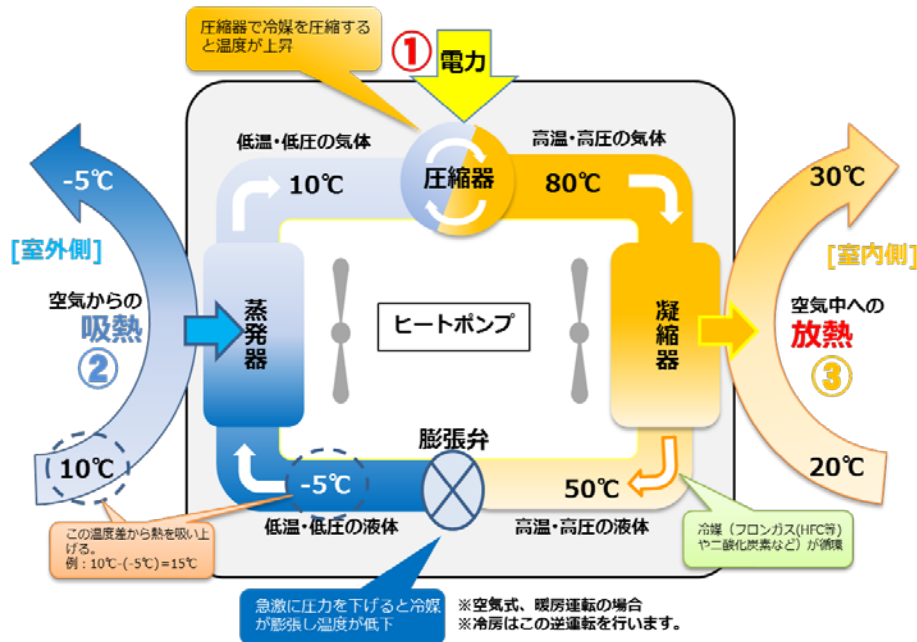 圧縮器で冷媒を圧縮する
と温度が上昇
①
電力
低温・低圧の気体
高温・高圧の気体
-5℃
10℃
圧縮器
80℃
30℃
[室外側]
[室内側]
空気からの
吸熱
②
蒸発器
ヒートポンプ
凝縮器
空気中への
放熱
③
膨張弁
10℃
-5℃
50℃
20℃
低温・低圧の液体
高温・高圧の液体
この温度差から熱を吸い上
げる。
例：10℃-(-5℃)=15℃
冷媒（フロンガス(HFC等)
や二酸化炭素など）が循環
急激に圧力を下げると冷媒
が膨張し温度が低下
※空気式、暖房運転の場合
※冷房はこの逆運転を行います。